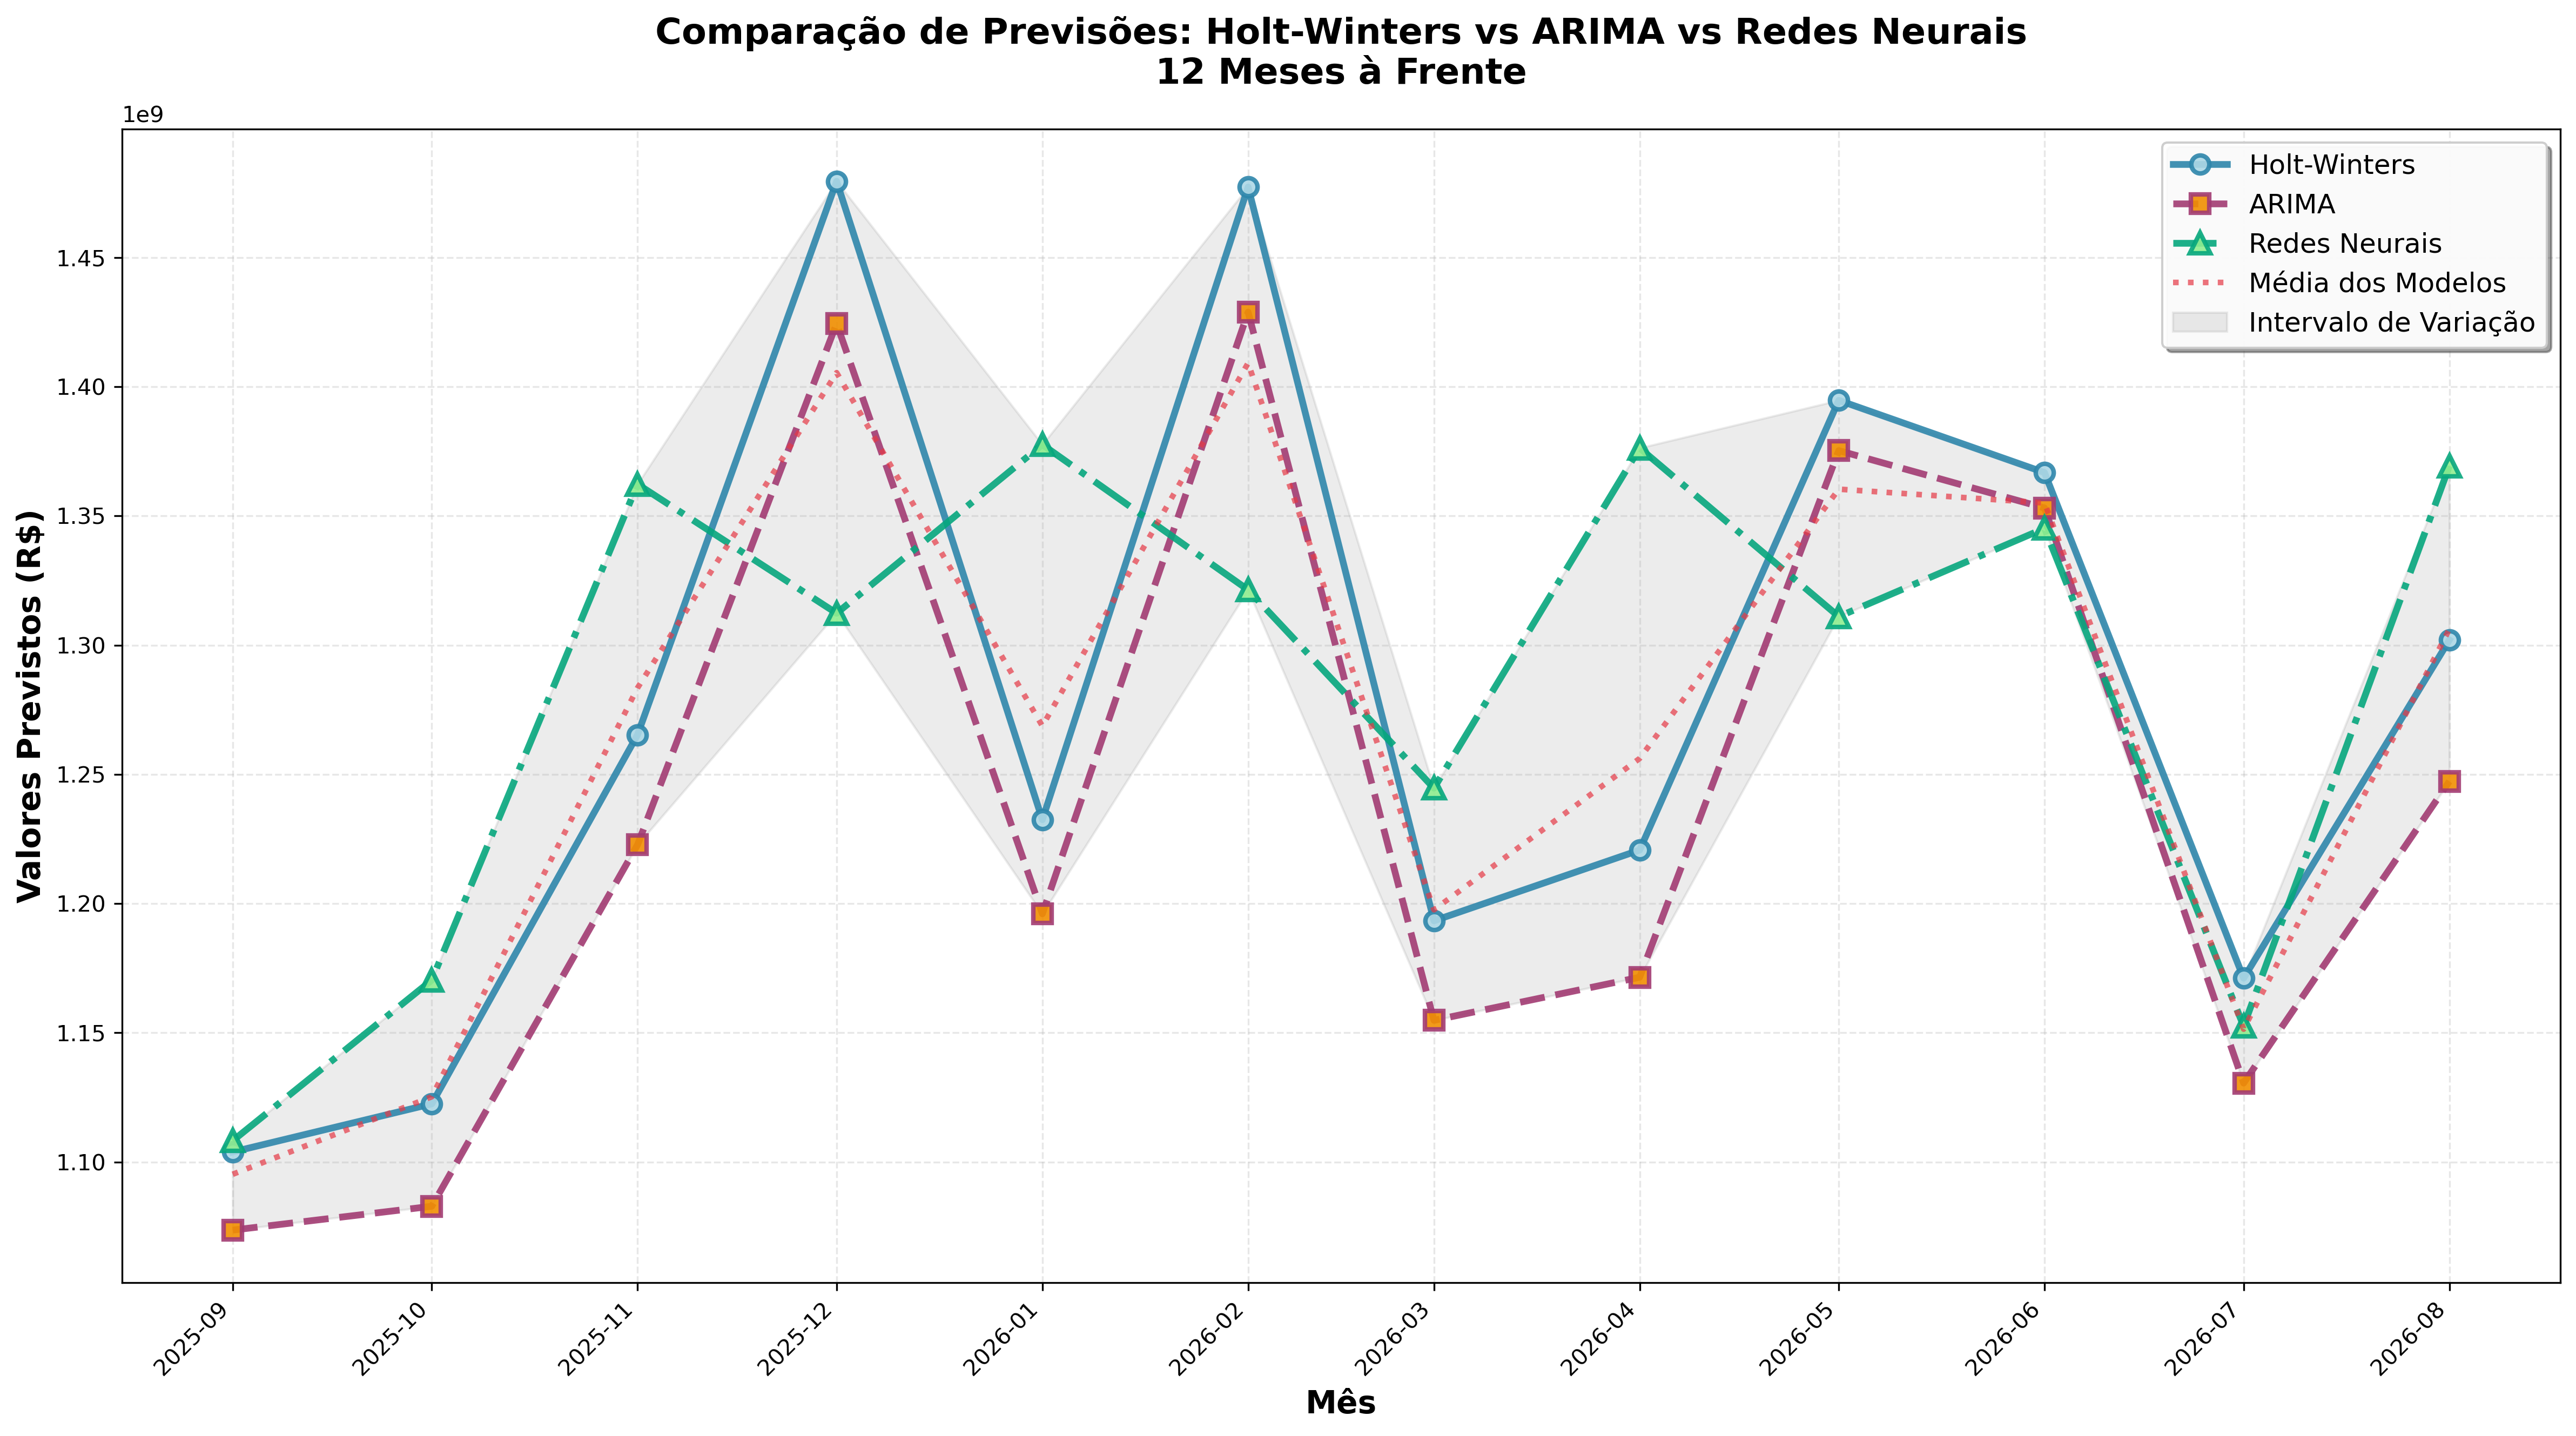 Comparação de Previsões: Holt-Winters vs ARIMA vs Redes Neurais
12 Meses à Frente
1e9
Holt-Winters
ARIMA
Redes Neurais
Média dos Modelos
Intervalo de Variação
Valores Previstos (R$)
1.45
1.40
1.35
1.30
1.25
1.20
1.15
1.10
2025-09
2025-10
2025-11
2025-12
2026-01
2026-02
2026-03
2026-04
2026-05
2026-06
2026-07
2026-08
Mês